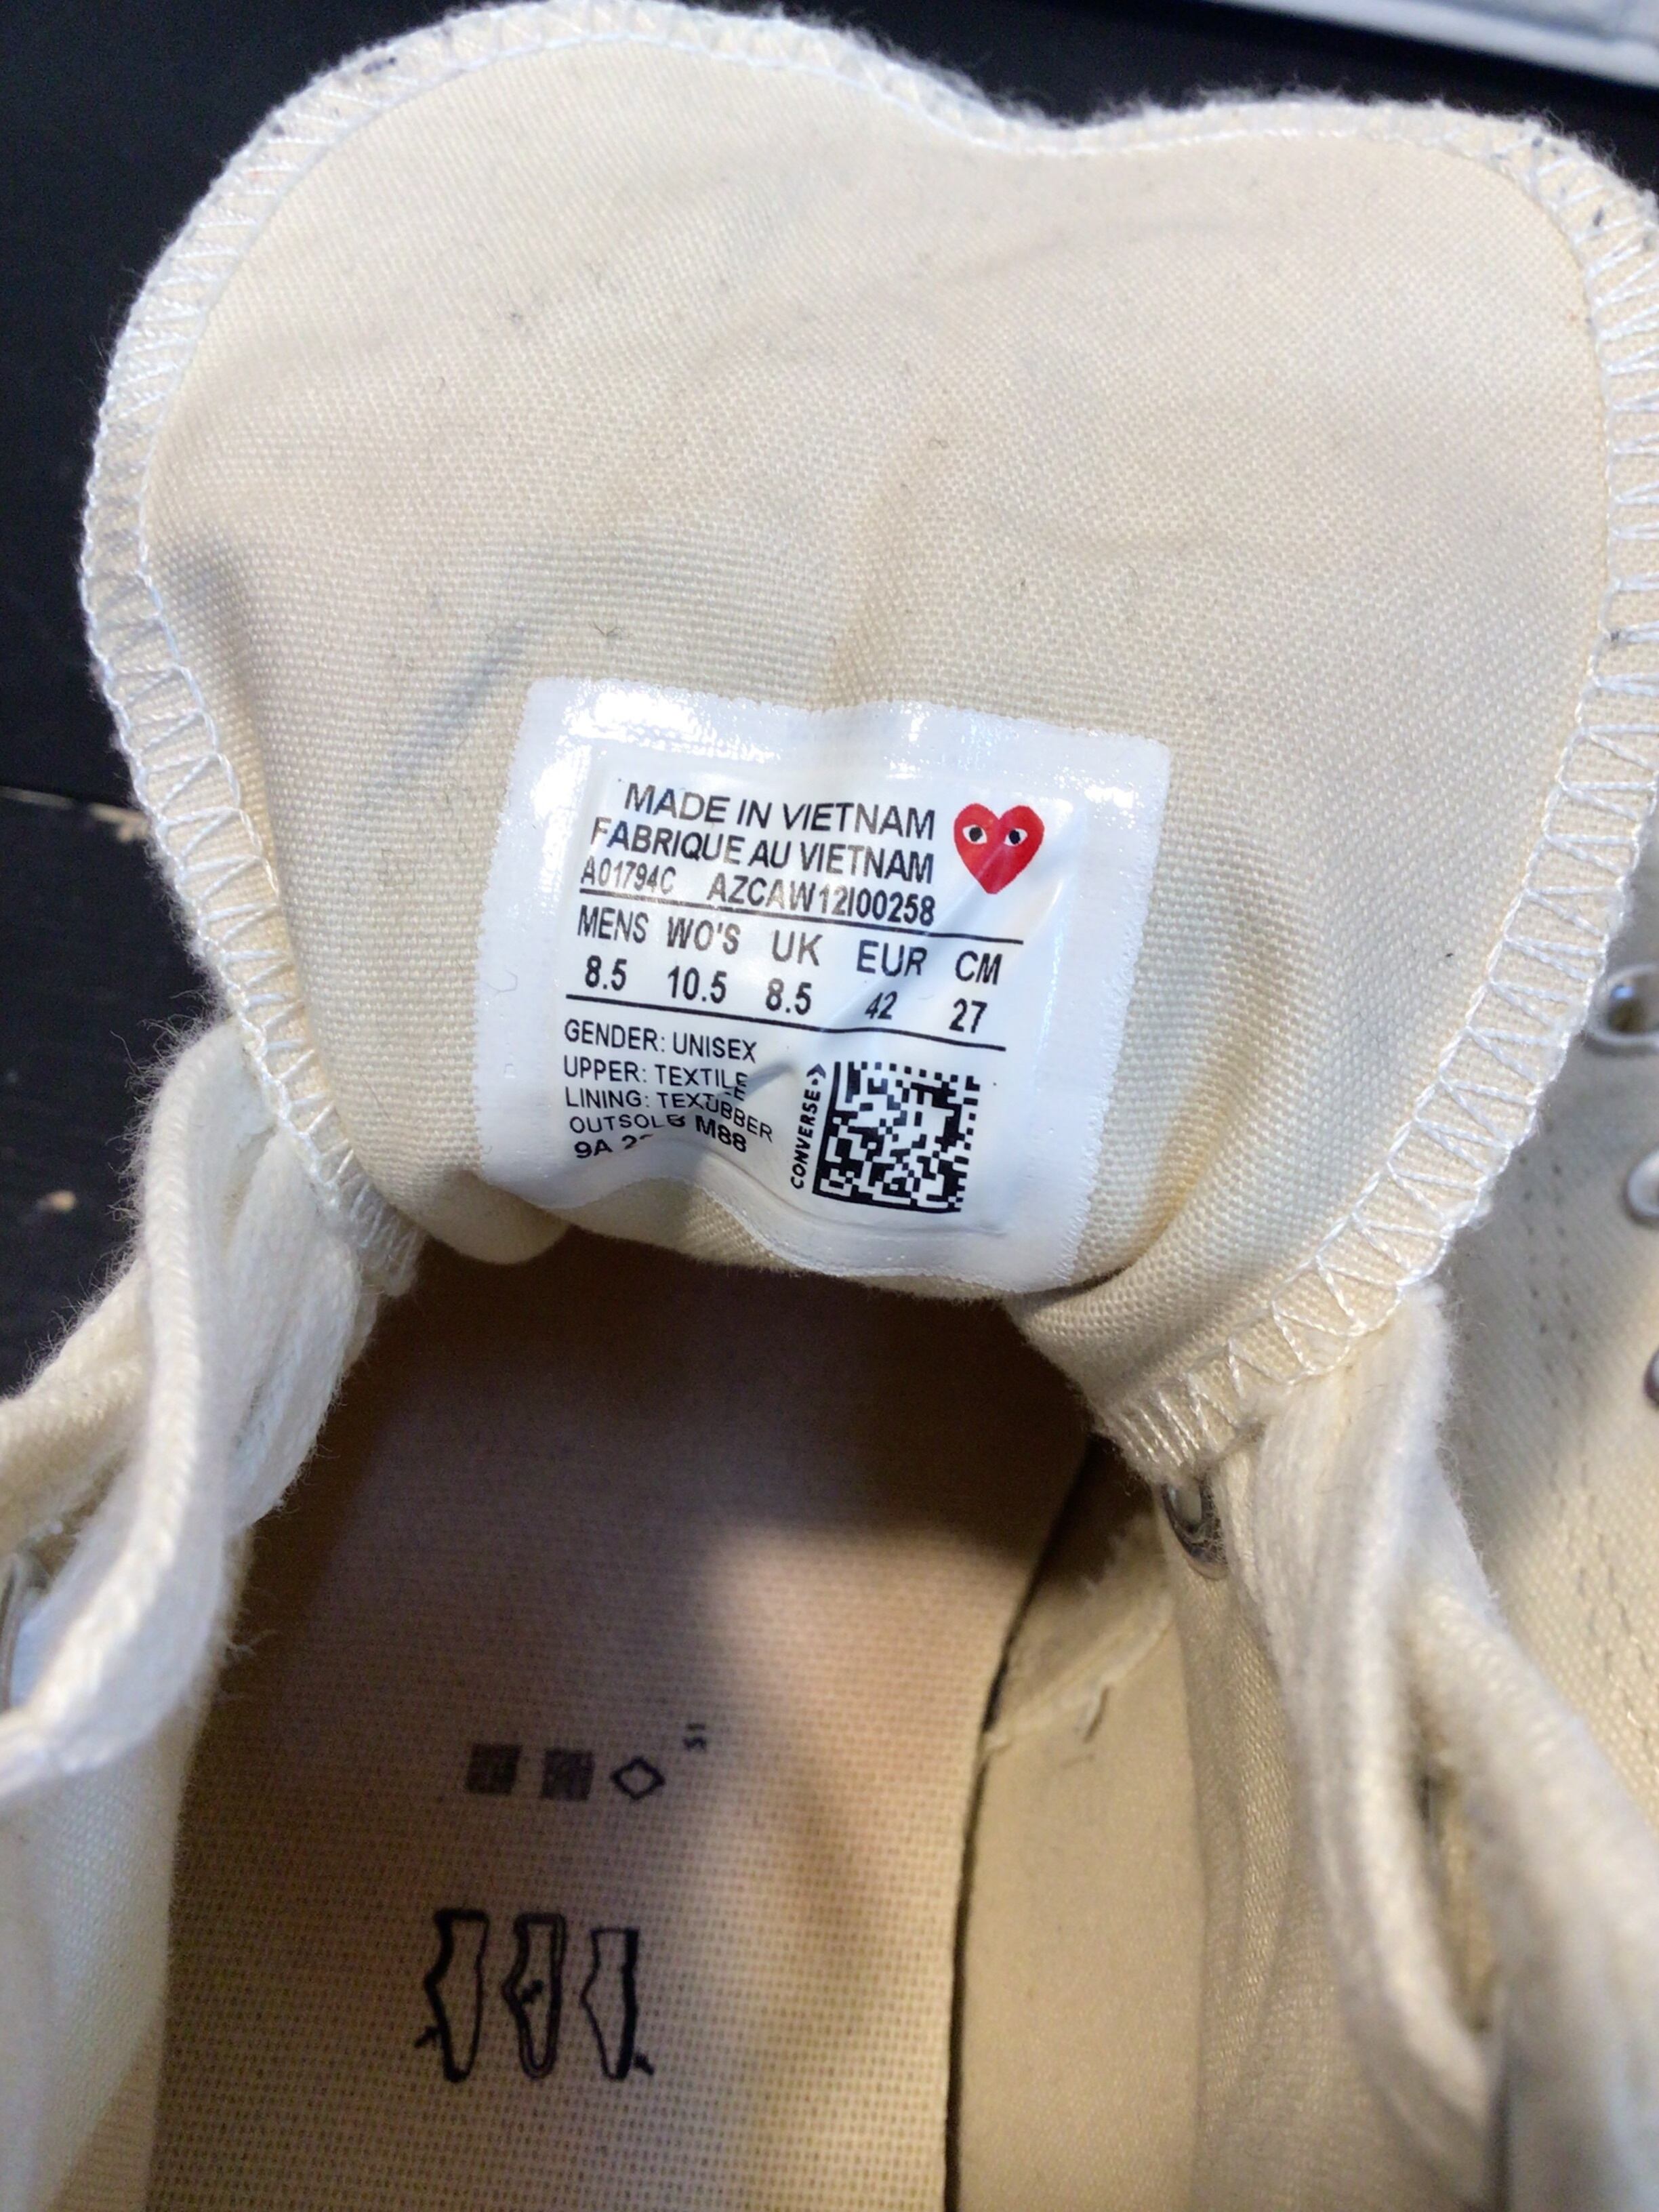 MADE IN VIETNAM
FABRIQUE AU VIETNAM
A01794C AZCAW12I00258
MENS WO'S UK EUR CM
8.5 10.5 8.5 42 27
GENDER: UNISEX
UPPER: TEXTILE
LINING:
9A M88
CONVERSE